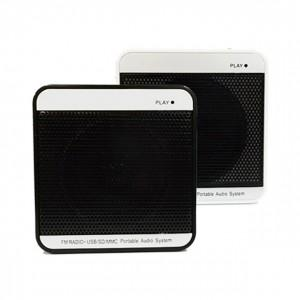 PLAY
PLAY
FM RADIO - USB/SD/MMC Portable Audio System
Portable Audio System